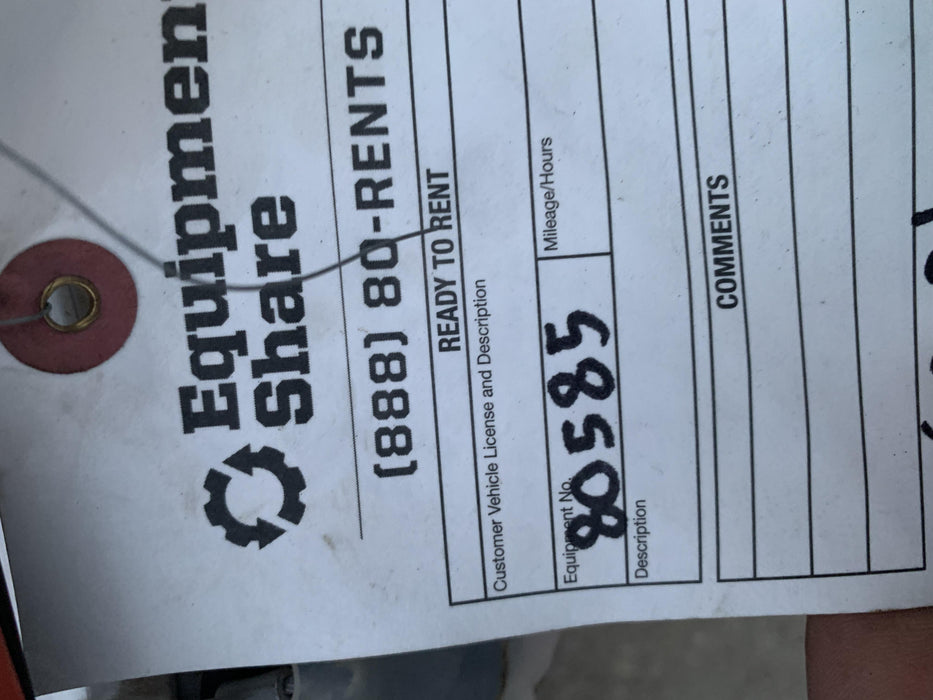 Equipmen
Share
(888) 80-RENTS
READY TO RENT
Customer Vehicle License and Description
Equipment No.
Mileage/Hours
80585
Description
COMMENTS